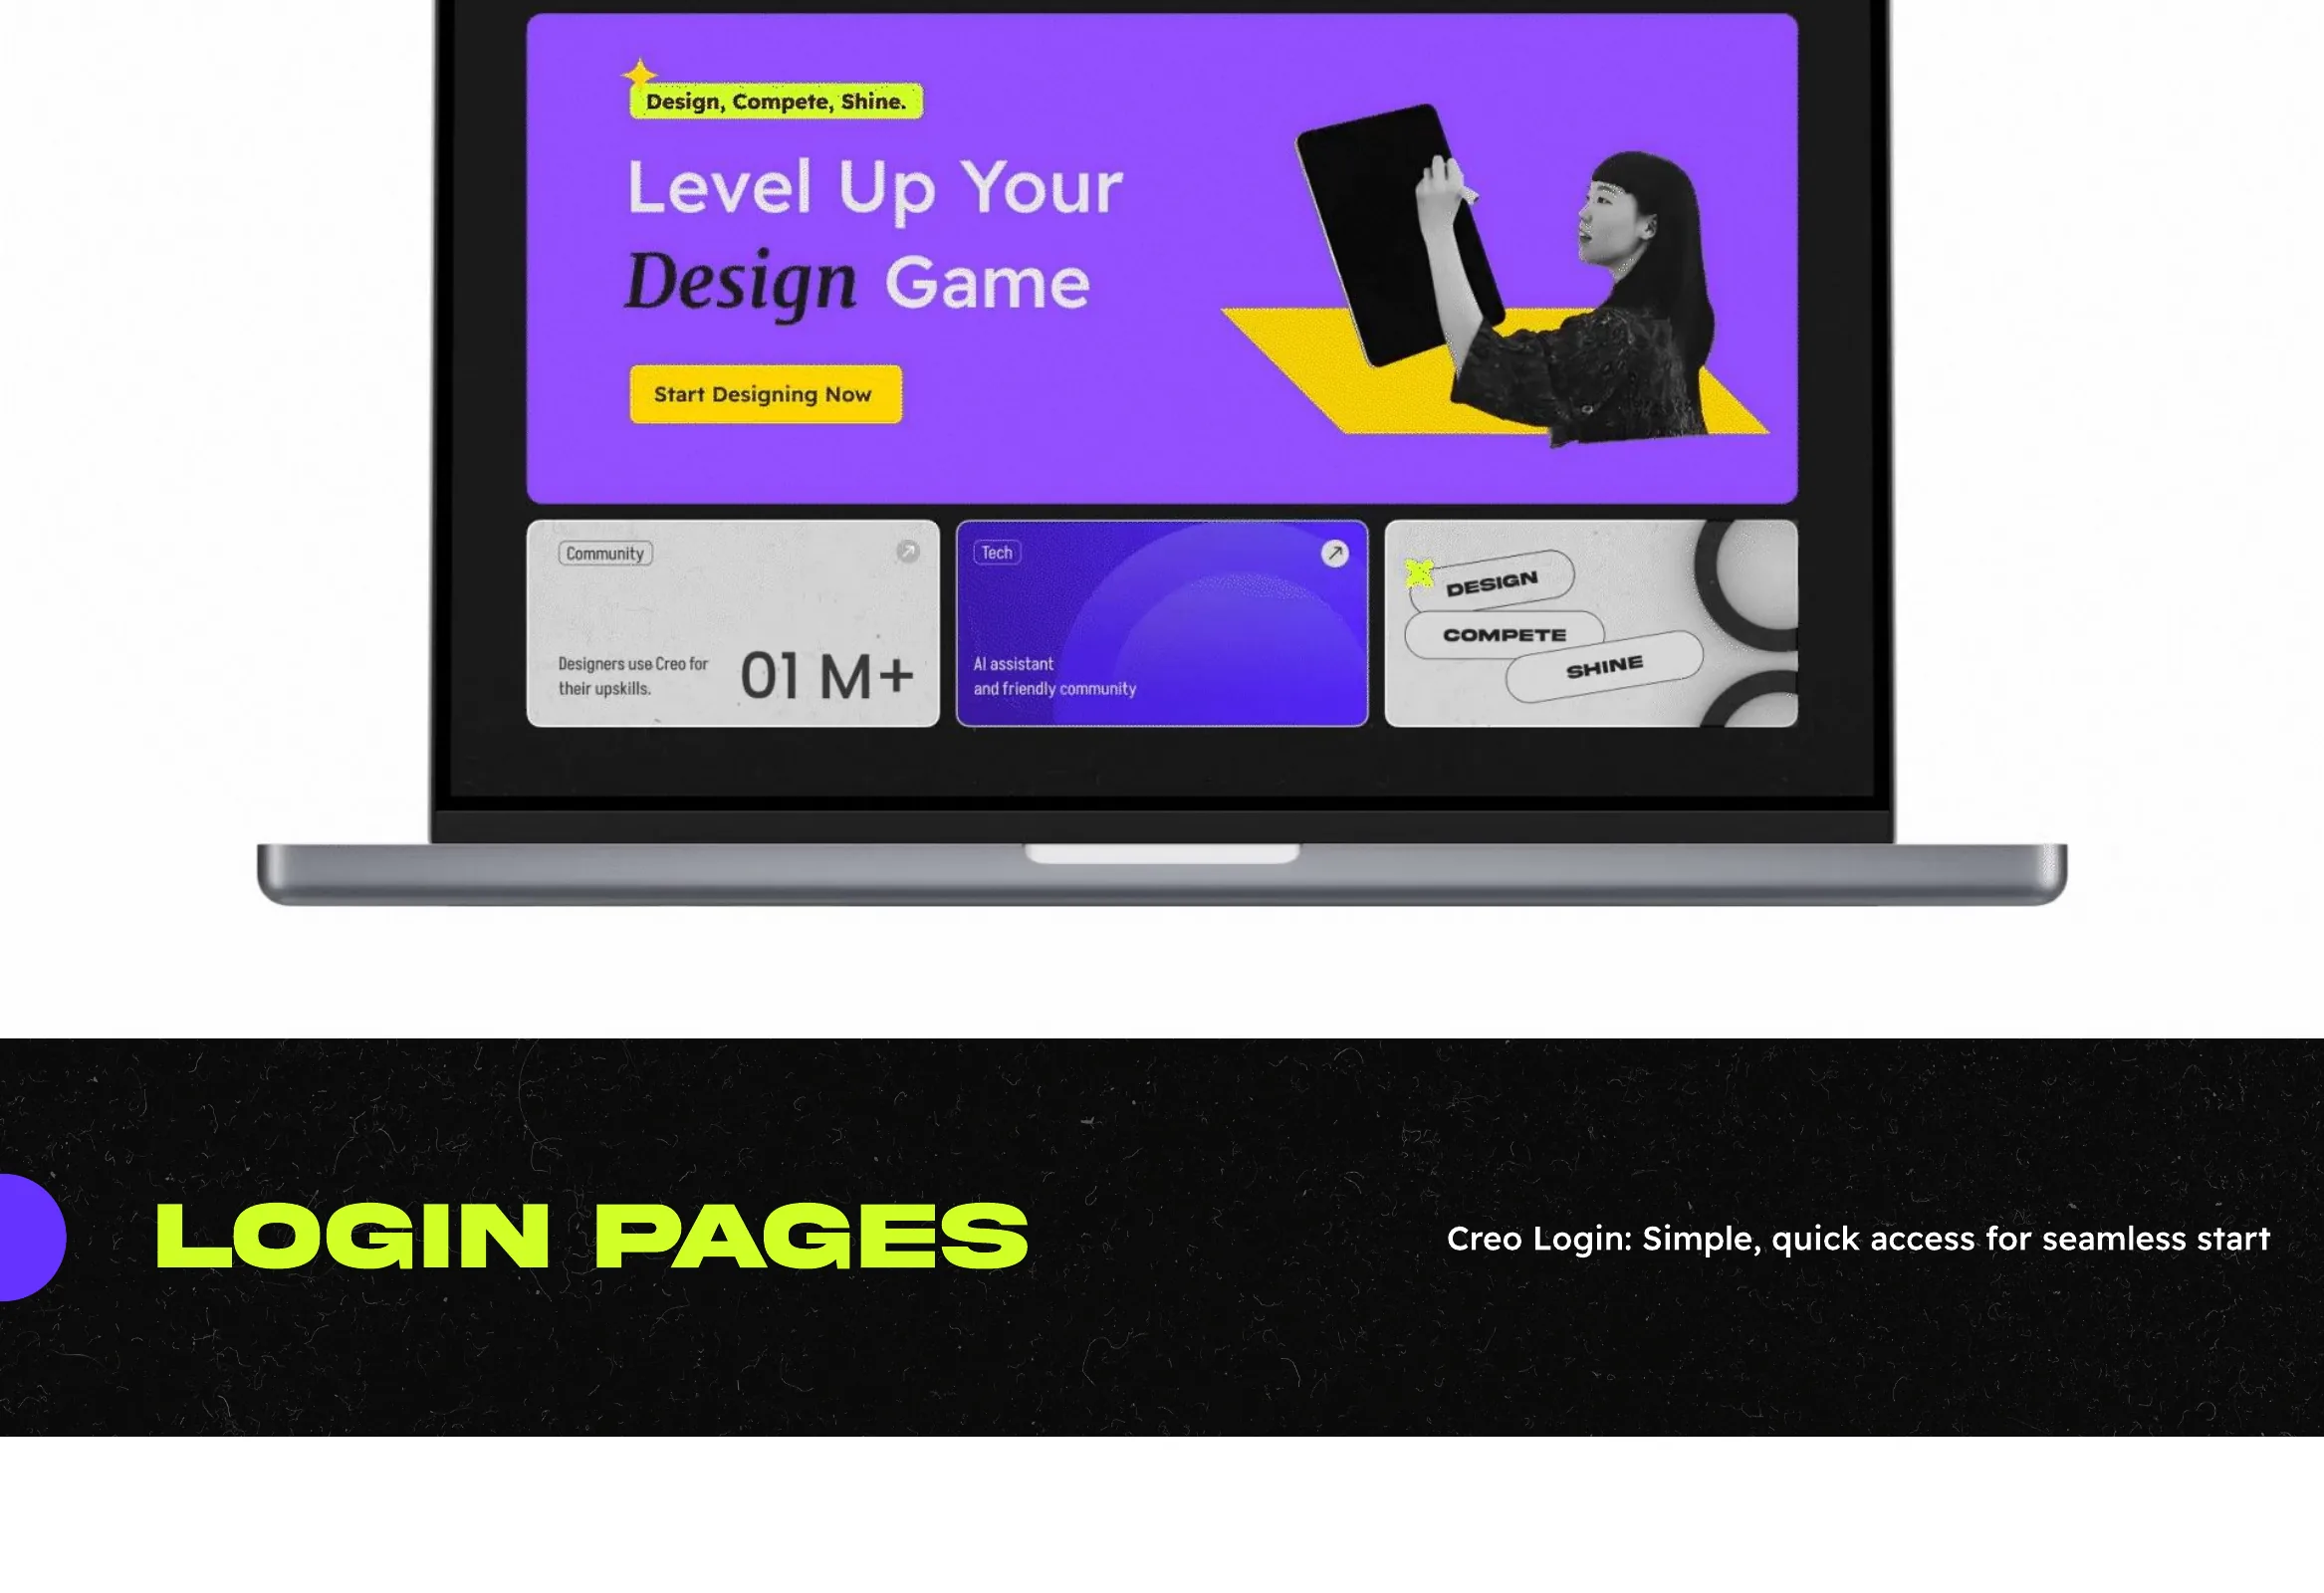 Design, Compete, Shine.
Level Up Your
Design Game
Start Designing Now
Community
Designers use Creo for
their upskills.
01 M+
Tech
AI assistant
and friendly community
DESIGN
COMPETE
SHINE
LOGIN PAGES
Creo Login: Simple, quick access for seamless start